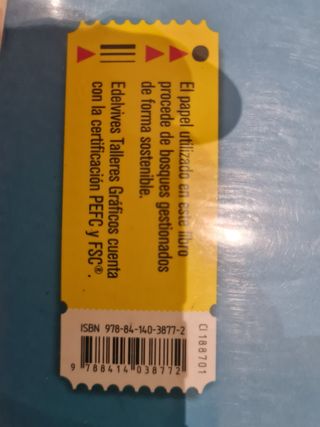 El papel utilizado en este libro
procede de bosques gestionados
de forma sostenible.
Edelvives Talleres Gráficos cuenta
con la certificación PEFC y FSC®.
ISBN 978-84-140-3877-2
9 788414 038772
CI 188701